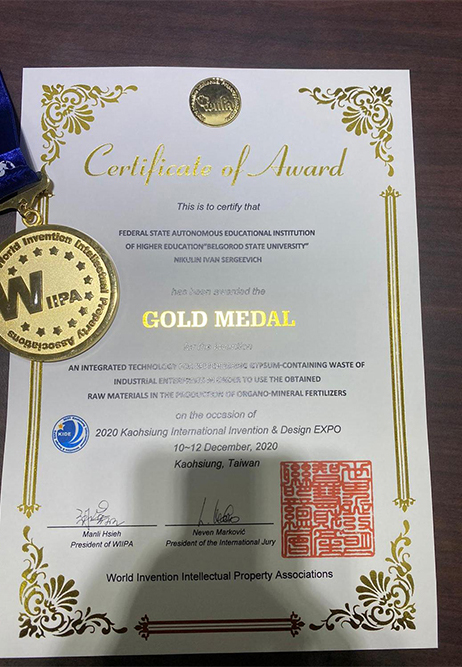 Certificate of Award
This is to certify that
FEDERAL STATE AUTONOMOUS EDUCATIONAL INSTITUTION
OF HIGHER EDUCATION"BELGOROD STATE UNIVERSITY"
NIKULIN IVAN SERGEEVICH
has been awarded the
GOLD MEDAL
AN INTEGRATED TECHNOLOGY GYPSUM-CONTAINING WASTE OF
INDUSTRIAL ENTERPRISES IN ORDER TO USE THE OBTAINED
RAW MATERIALS IN THE PRODUCTION OF ORGANO-MINERAL FERTILIZERS
on the occasion of
KIDE
2020 Kaohsiung International Invention & Design EXPO
10~12 December, 2020
Kaohsiung, Taiwan
Manli Hsieh
President of WIIPA
Neven Marković
President of the International Jury
World Invention Intellectual Property Associations
World Invention Intellectual Property Associations
WIIPA